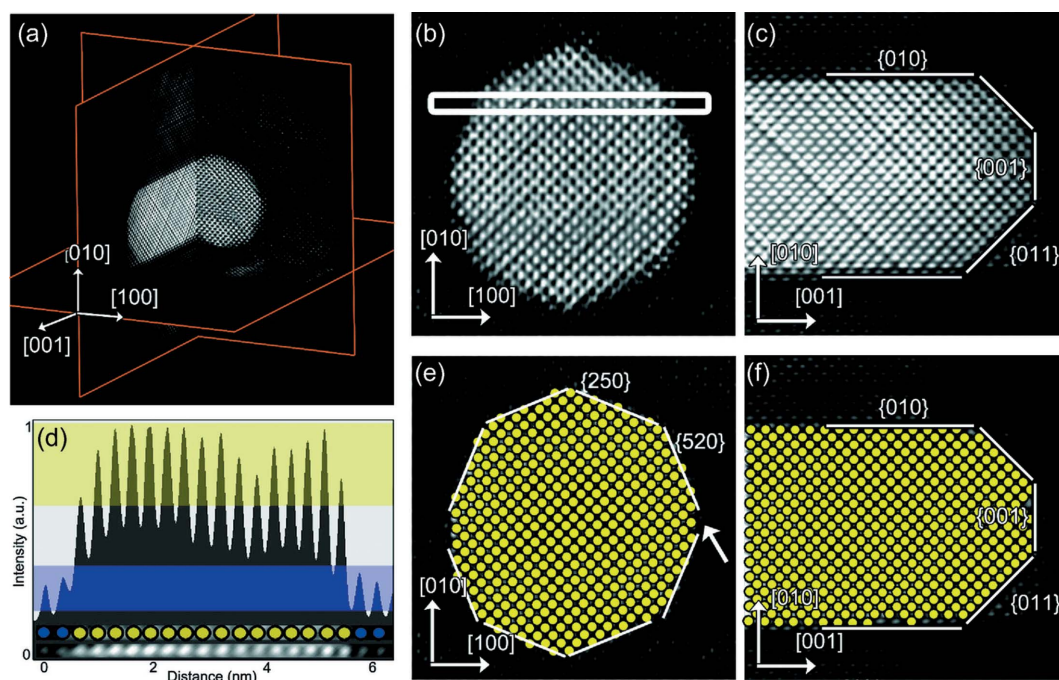 (a)
[010]
[100]
[001]
(b)
[010]
[100]
(c)
{010}
{001}
{011}
[010]
[001]
(d)
1
Intensity (a.u.)
0
0 2 4 6
Distance (nm)
(e)
{250}
{520}
[010]
[100]
(f)
{010}
{001}
{011}
[010]
[001]